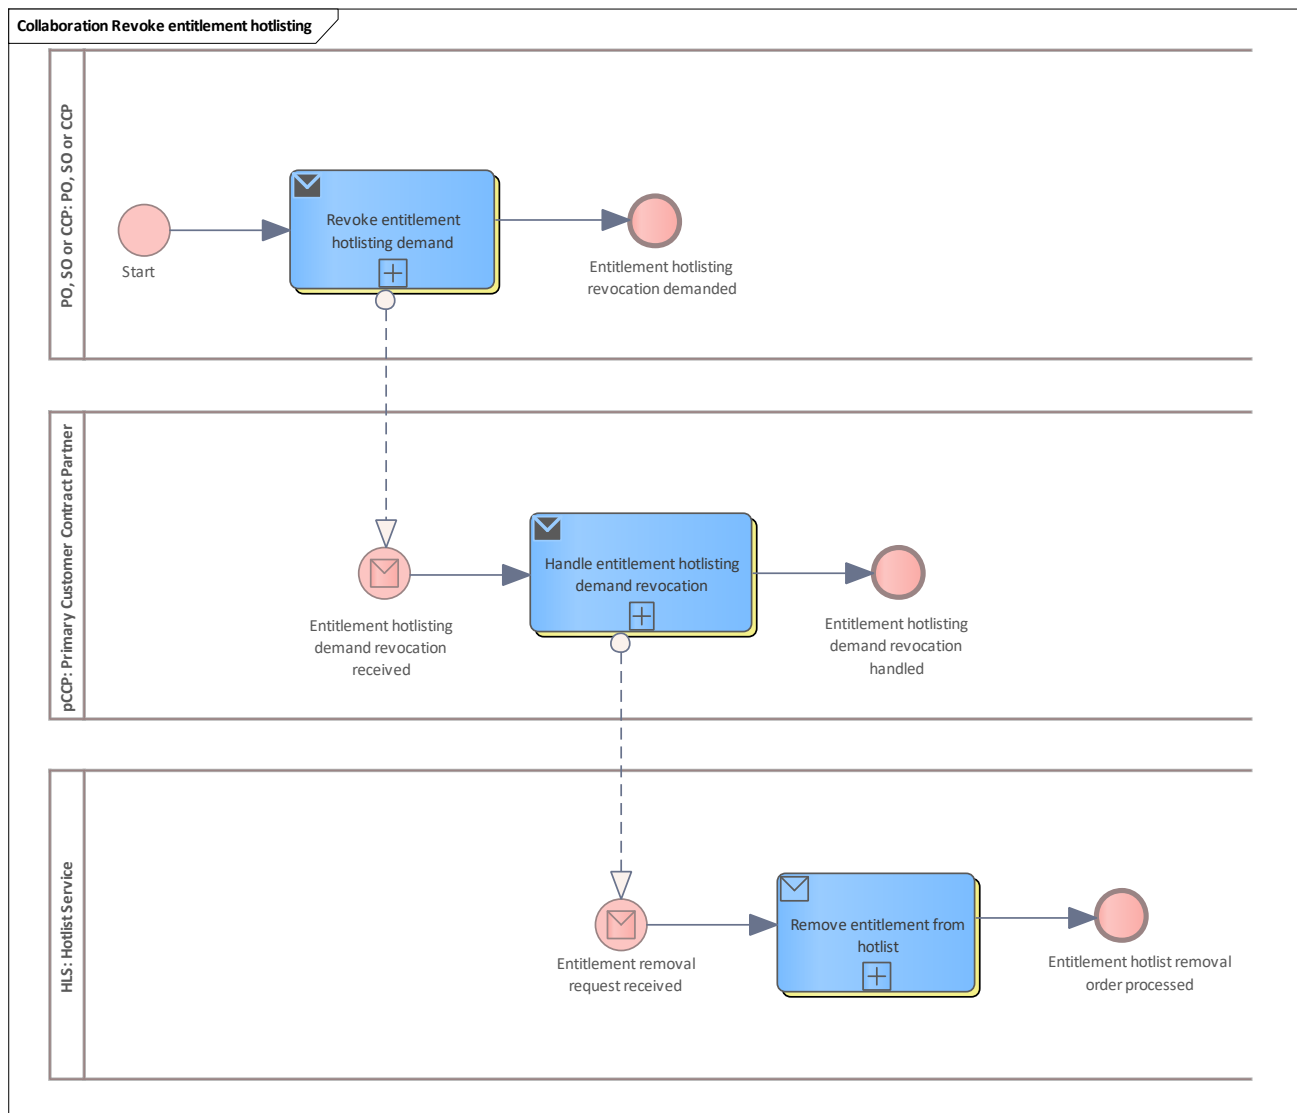 Collaboration Revoke entitlement hotlisting
PO, SO or CCP: PO, SO or CCP
Revoke entitlement
hotlisting demand
Start
Entitlement hotlisting
revocation demanded
pCCP: Primary Customer Contract Partner
Handle entitlement hotlisting
demand revocation
Entitlement hotlisting
demand revocation
received
Entitlement hotlisting
demand revocation
handled
HLS: Hotlist Service
Remove entitlement from
hotlist
Entitlement removal
request received
Entitlement hotlist removal
order processed